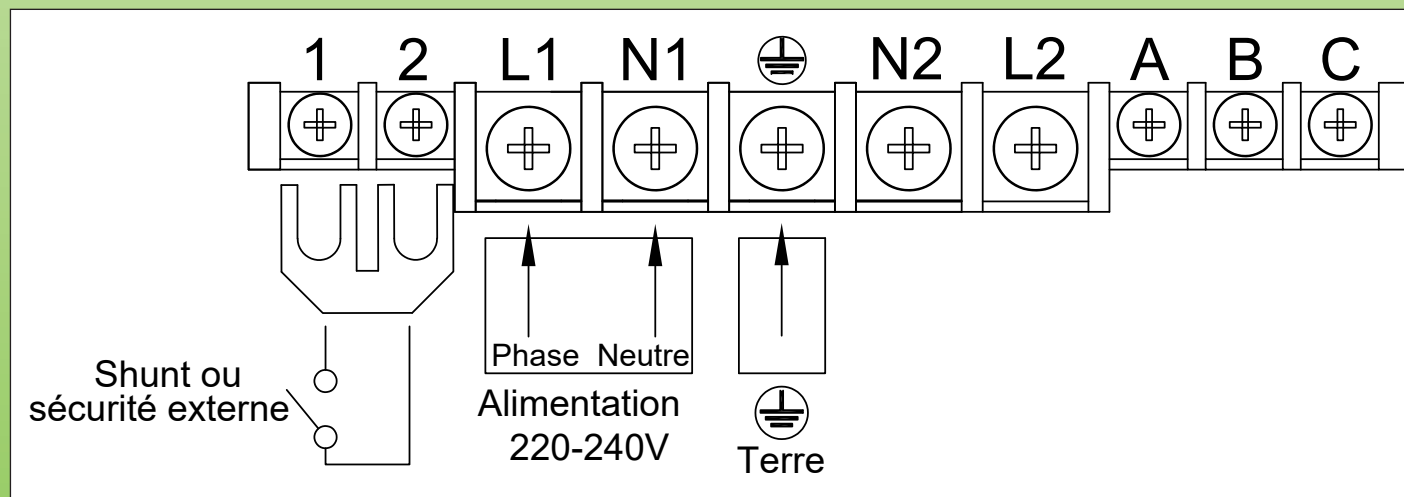 1 2 L1 N1 N2 L2 A B C
Phase Neutre
Shunt ou
sécurité externe
Alimentation
220-240V
Terre